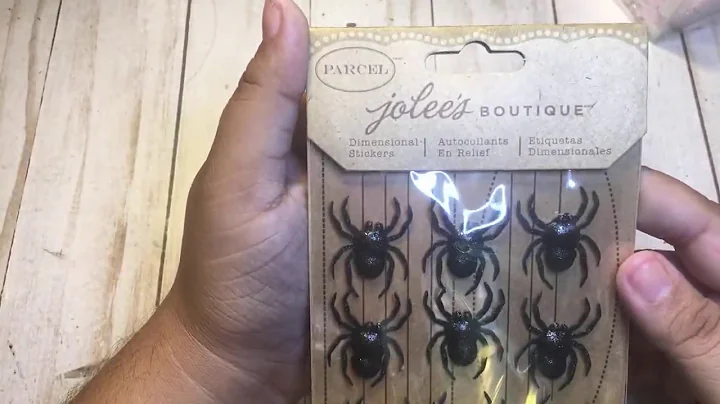 PARCEL
jolee's BOUTIQUE
Dimensional Stickers
Autocollants En Relief
Etiquetas Dimensionales